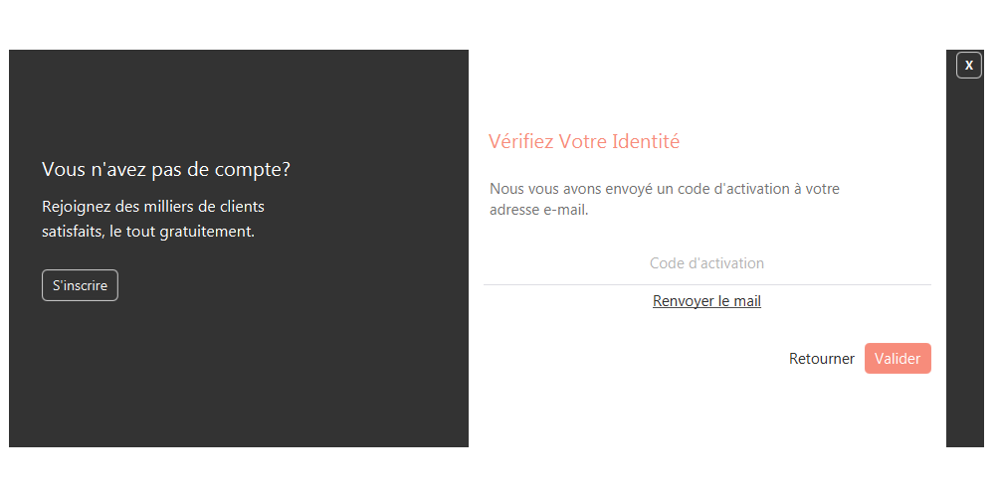 X
Vous n'avez pas de compte?
Rejoignez des milliers de clients
satisfaits, le tout gratuitement.
S'inscrire
Vérifiez Votre Identité
Nous vous avons envoyé un code d'activation à votre
adresse e-mail.
Code d'activation
Renvoyer le mail
Retourner Valider